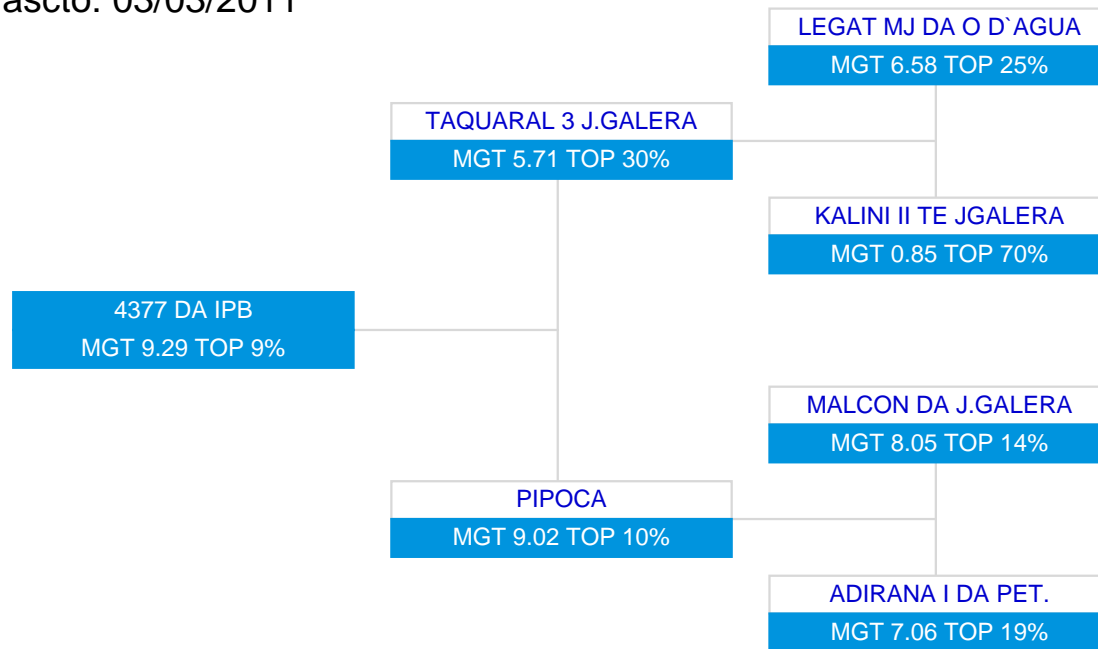 ascto: 03/03/2011
LEGAT MJ DA O D`AGUA
MGT 6.58 TOP 25%
TAQUARAL 3 J.GALERA
MGT 5.71 TOP 30%
KALINI II TE JGALERA
MGT 0.85 TOP 70%
4377 DA IPB
MGT 9.29 TOP 9%
MALCON DA J.GALERA
MGT 8.05 TOP 14%
PIPOCA
MGT 9.02 TOP 10%
ADIRANA I DA PET.
MGT 7.06 TOP 19%